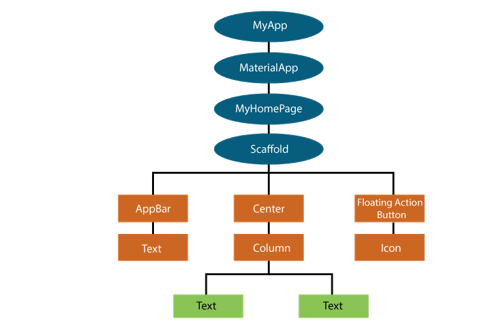 MyApp
MaterialApp
MyHomePage
Scaffold
AppBar
Center
Floating Action
Button
Text
Column
Icon
Text
Text